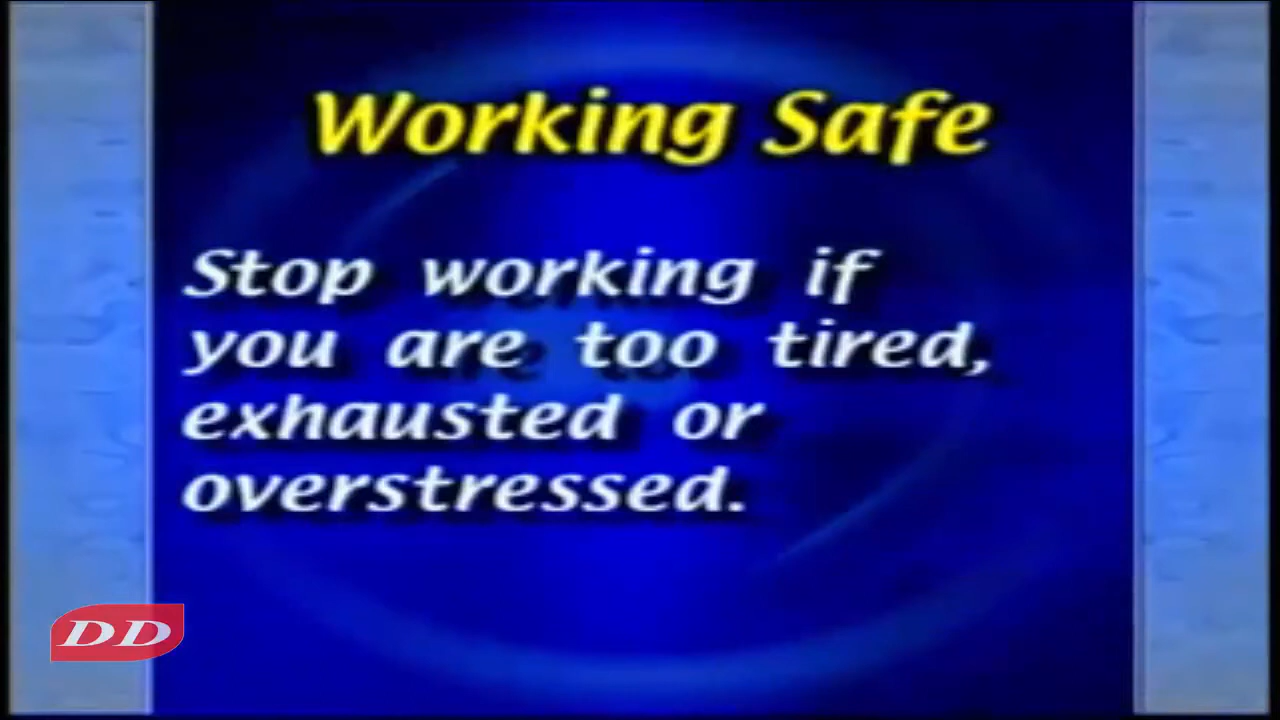 Working Safe
Stop working if
you are too tired,
exhausted or
overstressed.
DD